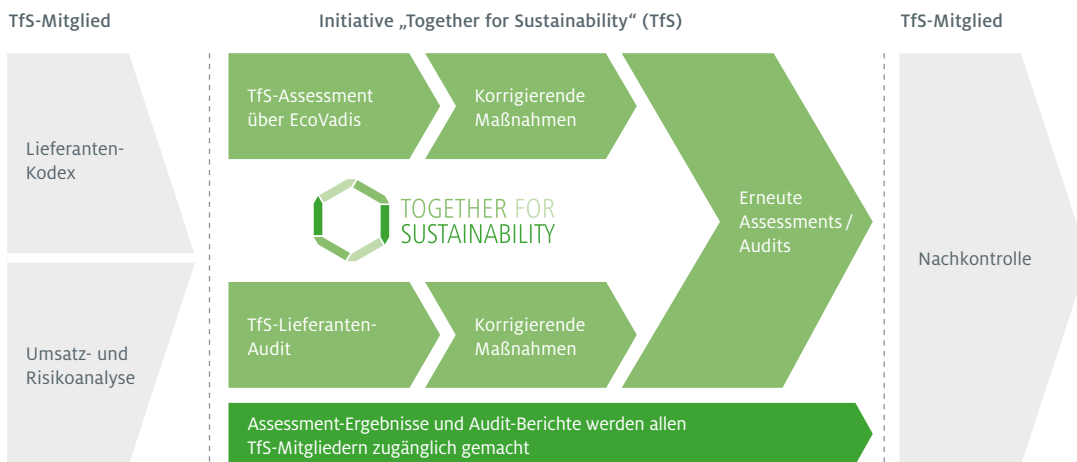 TfS-Mitglied
Initiative „Together for Sustainability“ (TfS)
TfS-Mitglied
Lieferanten-
Kodex
Umsatz- und
Risikoanalyse
TfS-Assessment
über EcoVadis
Korrigierende
Maßnahmen
TOGETHER FOR
SUSTAINABILITY
TfS-Lieferanten-
Audit
Korrigierende
Maßnahmen
Erneute
Assessments /
Audits
Assessment-Ergebnisse und Audit-Berichte werden allen
TfS-Mitgliedern zugänglich gemacht
Nachkontrolle